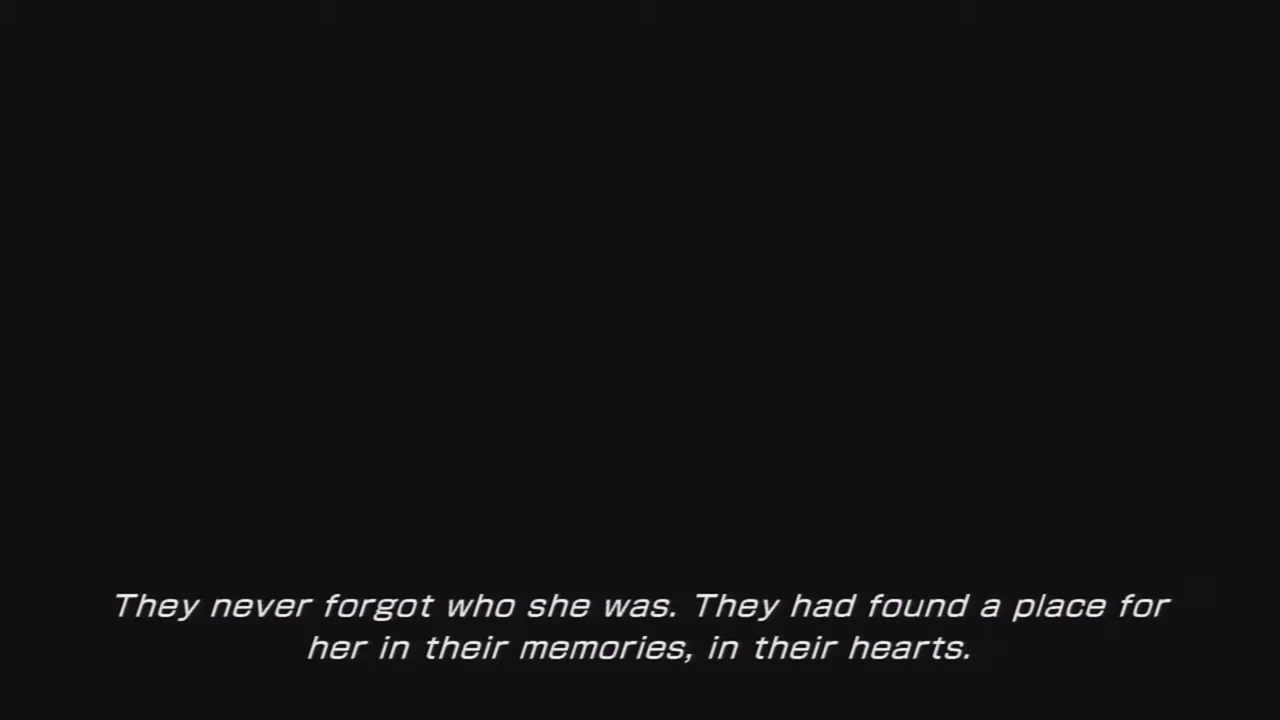 They never forgot who she was. They had found a place for
her in their memories, in their hearts.